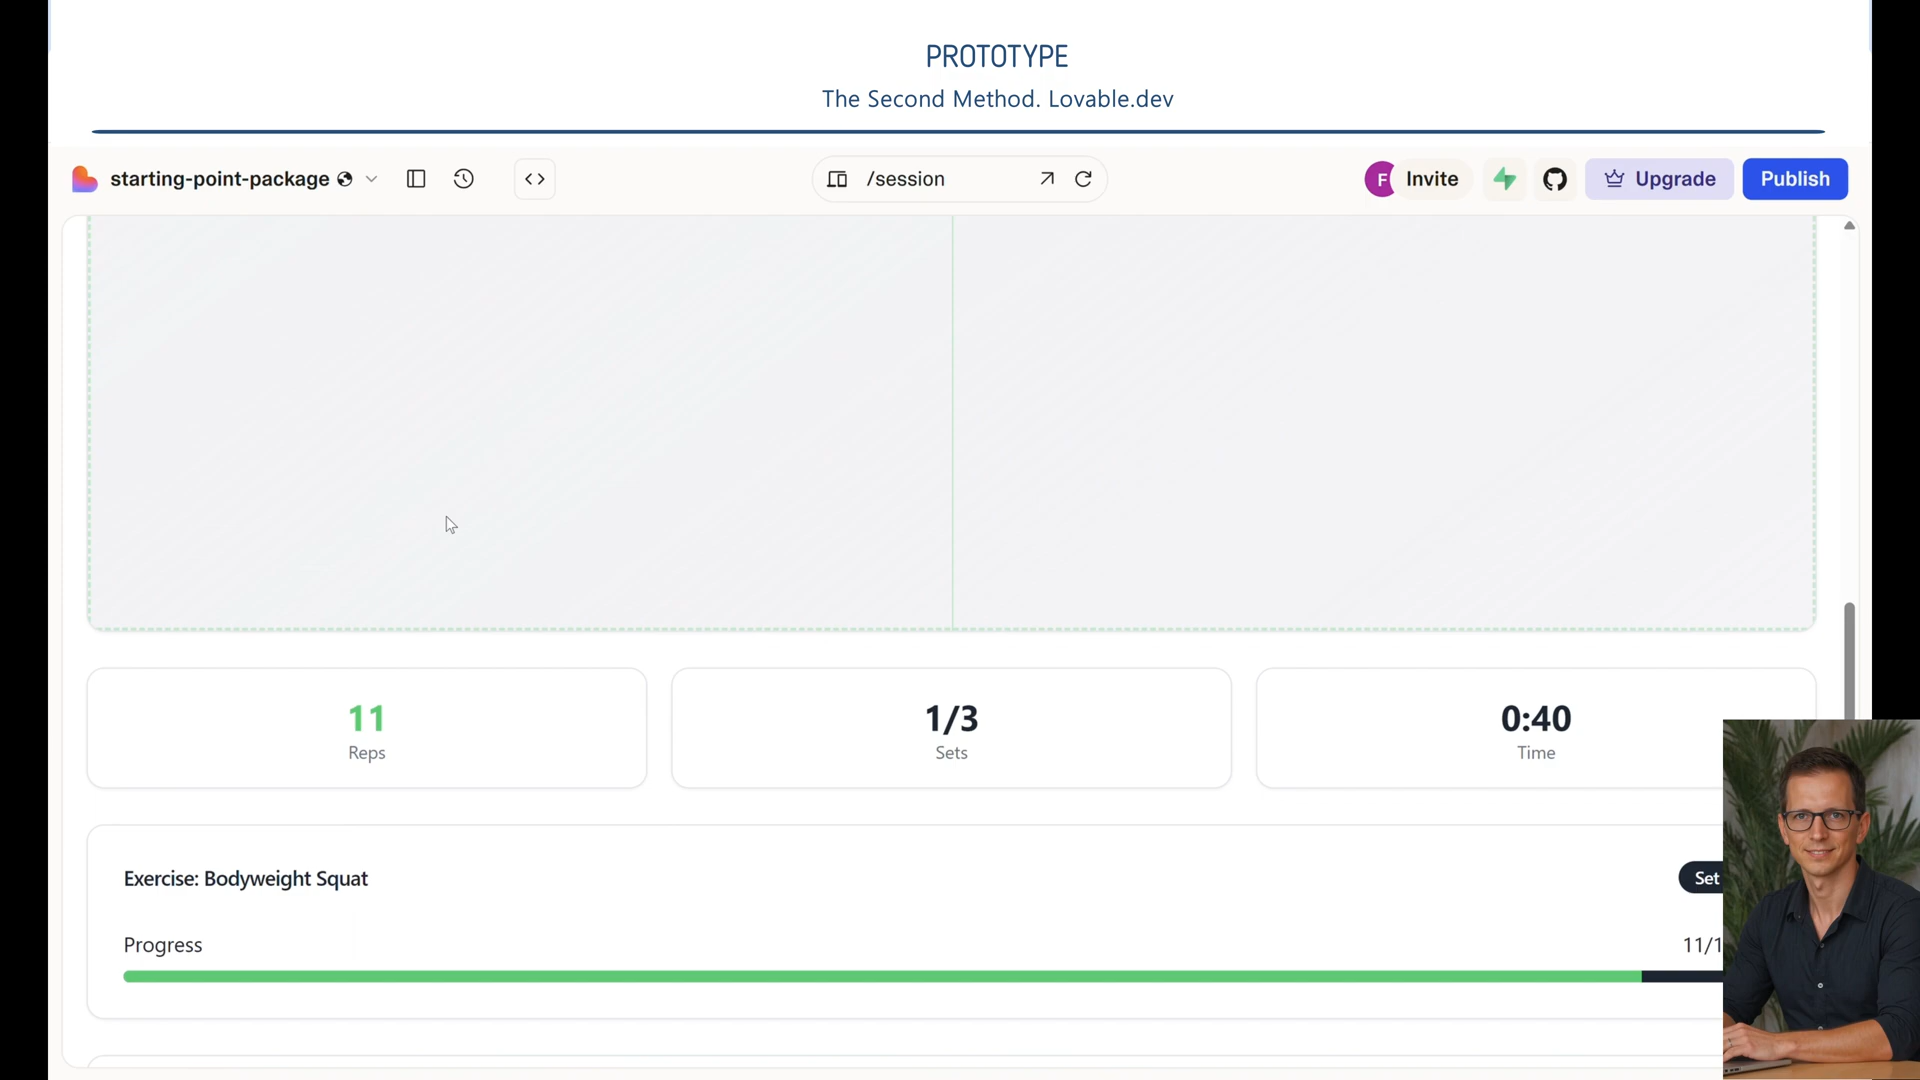 PROTOTYPE
The Second Method. Lovable.dev
starting-point-package
/session
F
Invite
Upgrade
Publish
11
Reps
1/3
Sets
0:40
Time
Exercise: Bodyweight Squat
Set
Progress
11/1